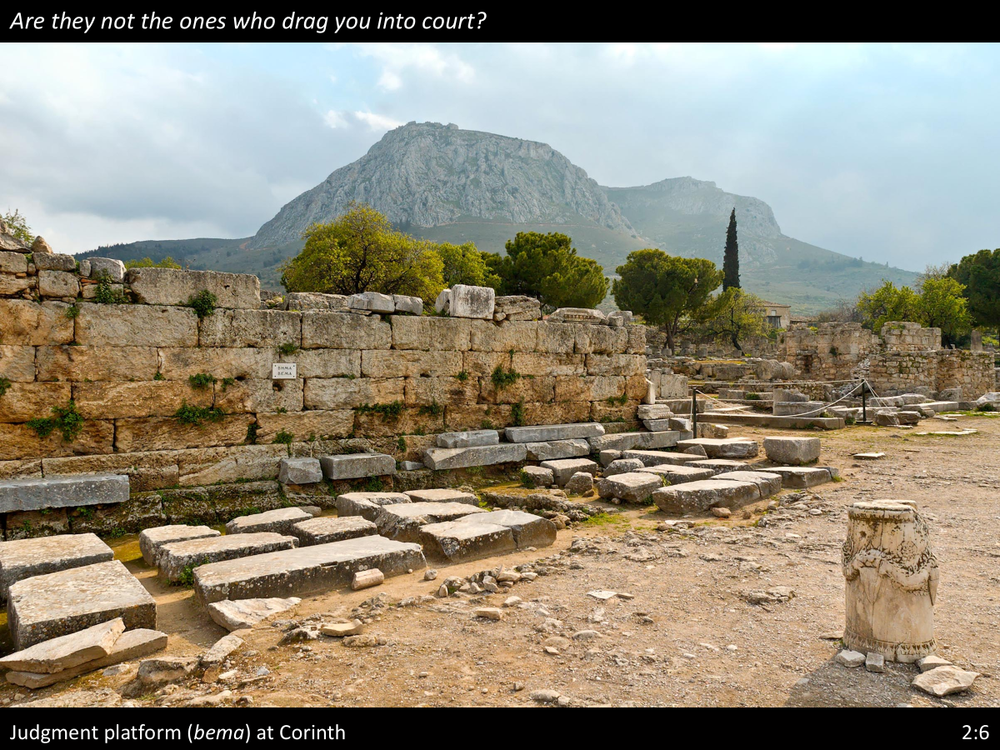 Are they not the ones who drag you into court?
ΒΗΜΑ
BEMA
Judgment platform (bema) at Corinth
2:6